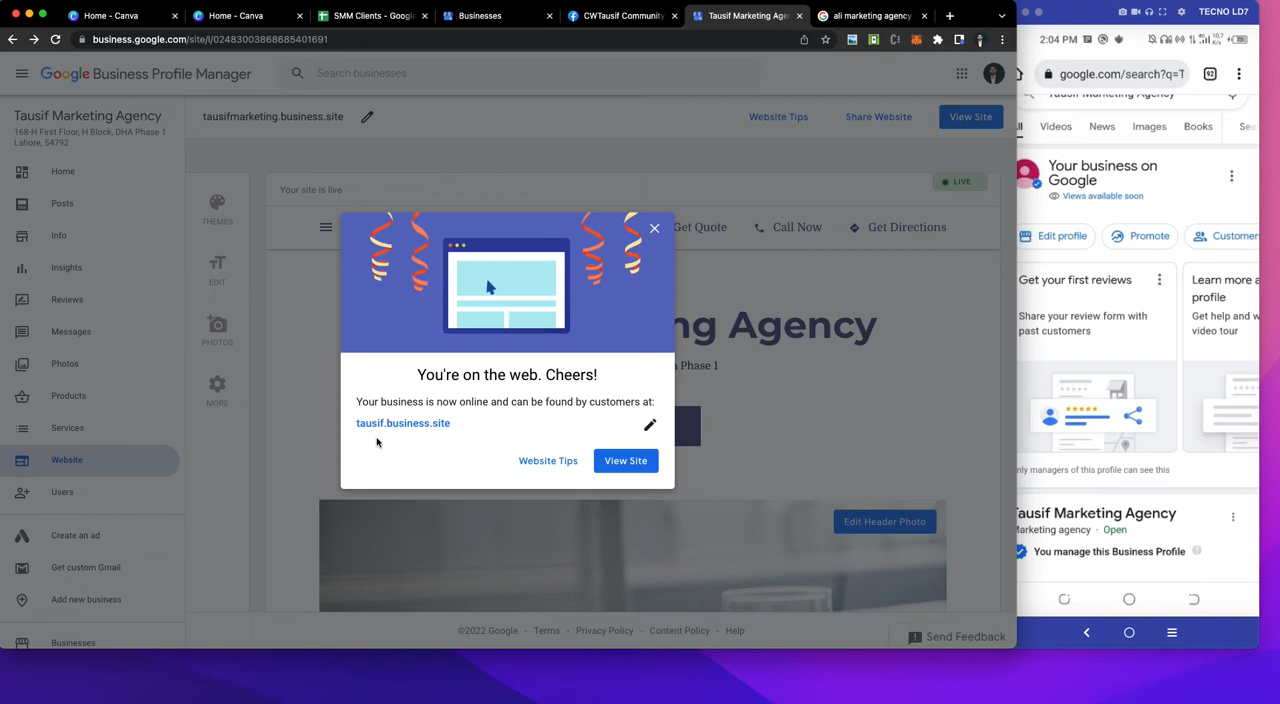 Home - Canva
Home - Canva
SMM Clients - Google
Businesses
CWTausif Community
Tausif Marketing Agen
ali marketing agency
business.google.com/site/l/02483003868685401691
Google Business Profile Manager
Search businesses
Tausif Marketing Agency
168-H First Floor, H Block, DHA Phase 1
Lahore, 54792
Home
Posts
Info
Insights
Reviews
Messages
Photos
Products
Services
Website
Users
Create an ad
Get custom Gmail
Add new business
Businesses
tausifmarketing.business.site
Website Tips
Share Website
View Site
THEMES
EDIT
PHOTOS
MORE
Your site is live
LIVE
Get Quote
Call Now
Get Directions
ng Agency
Phase 1
You're on the web. Cheers!
Your business is now online and can be found by customers at:
tausif.business.site
Website Tips
View Site
Edit Header Photo
©2022 Google - Terms - Privacy Policy - Content Policy - Help
Send Feedback
TECNO LD7
2:04 PM
10.7
K/s
google.com/search?q=T
92
Tausif Marketing Agency
ll
Videos
News
Images
Books
Sea
Your business on
Google
Views available soon
Edit profile
Promote
Customer
Get your first reviews
Share your review form with
past customers
Learn more a
profile
Get help and w
video tour
nly managers of this profile can see this
Tausif Marketing Agency
Marketing agency · Open
You manage this Business Profile